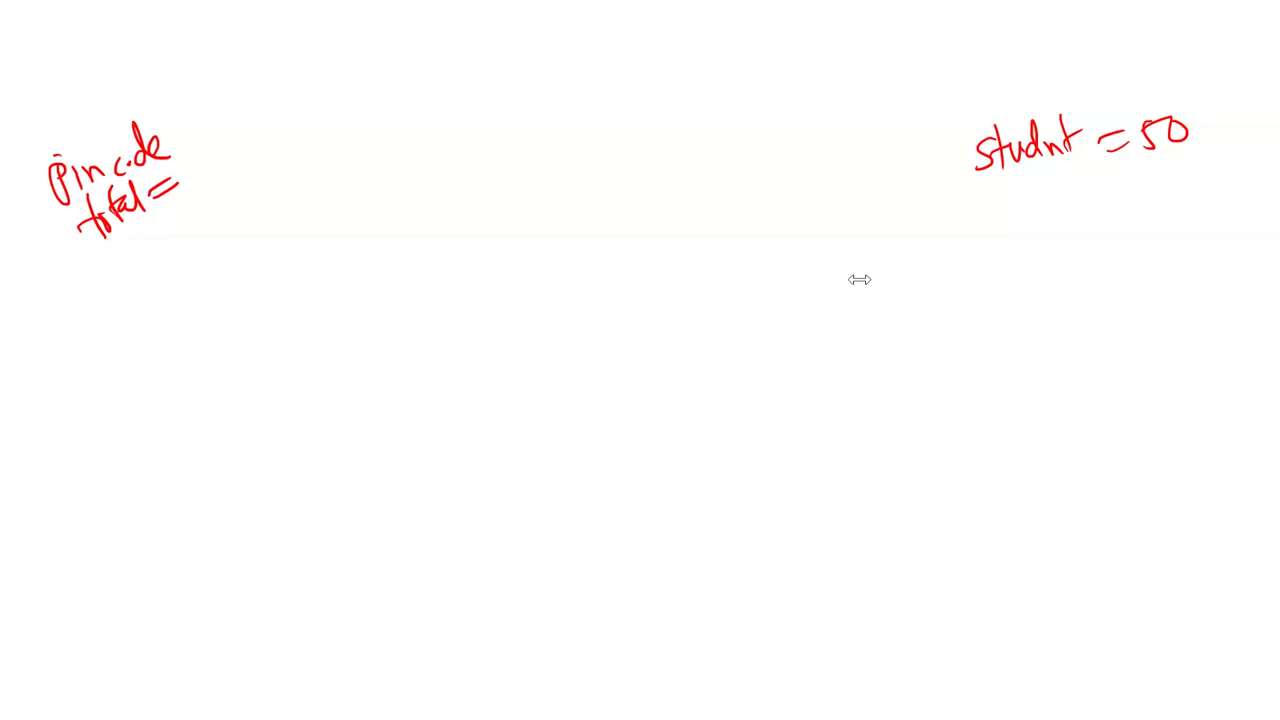 pincode
total =
studnt = 50